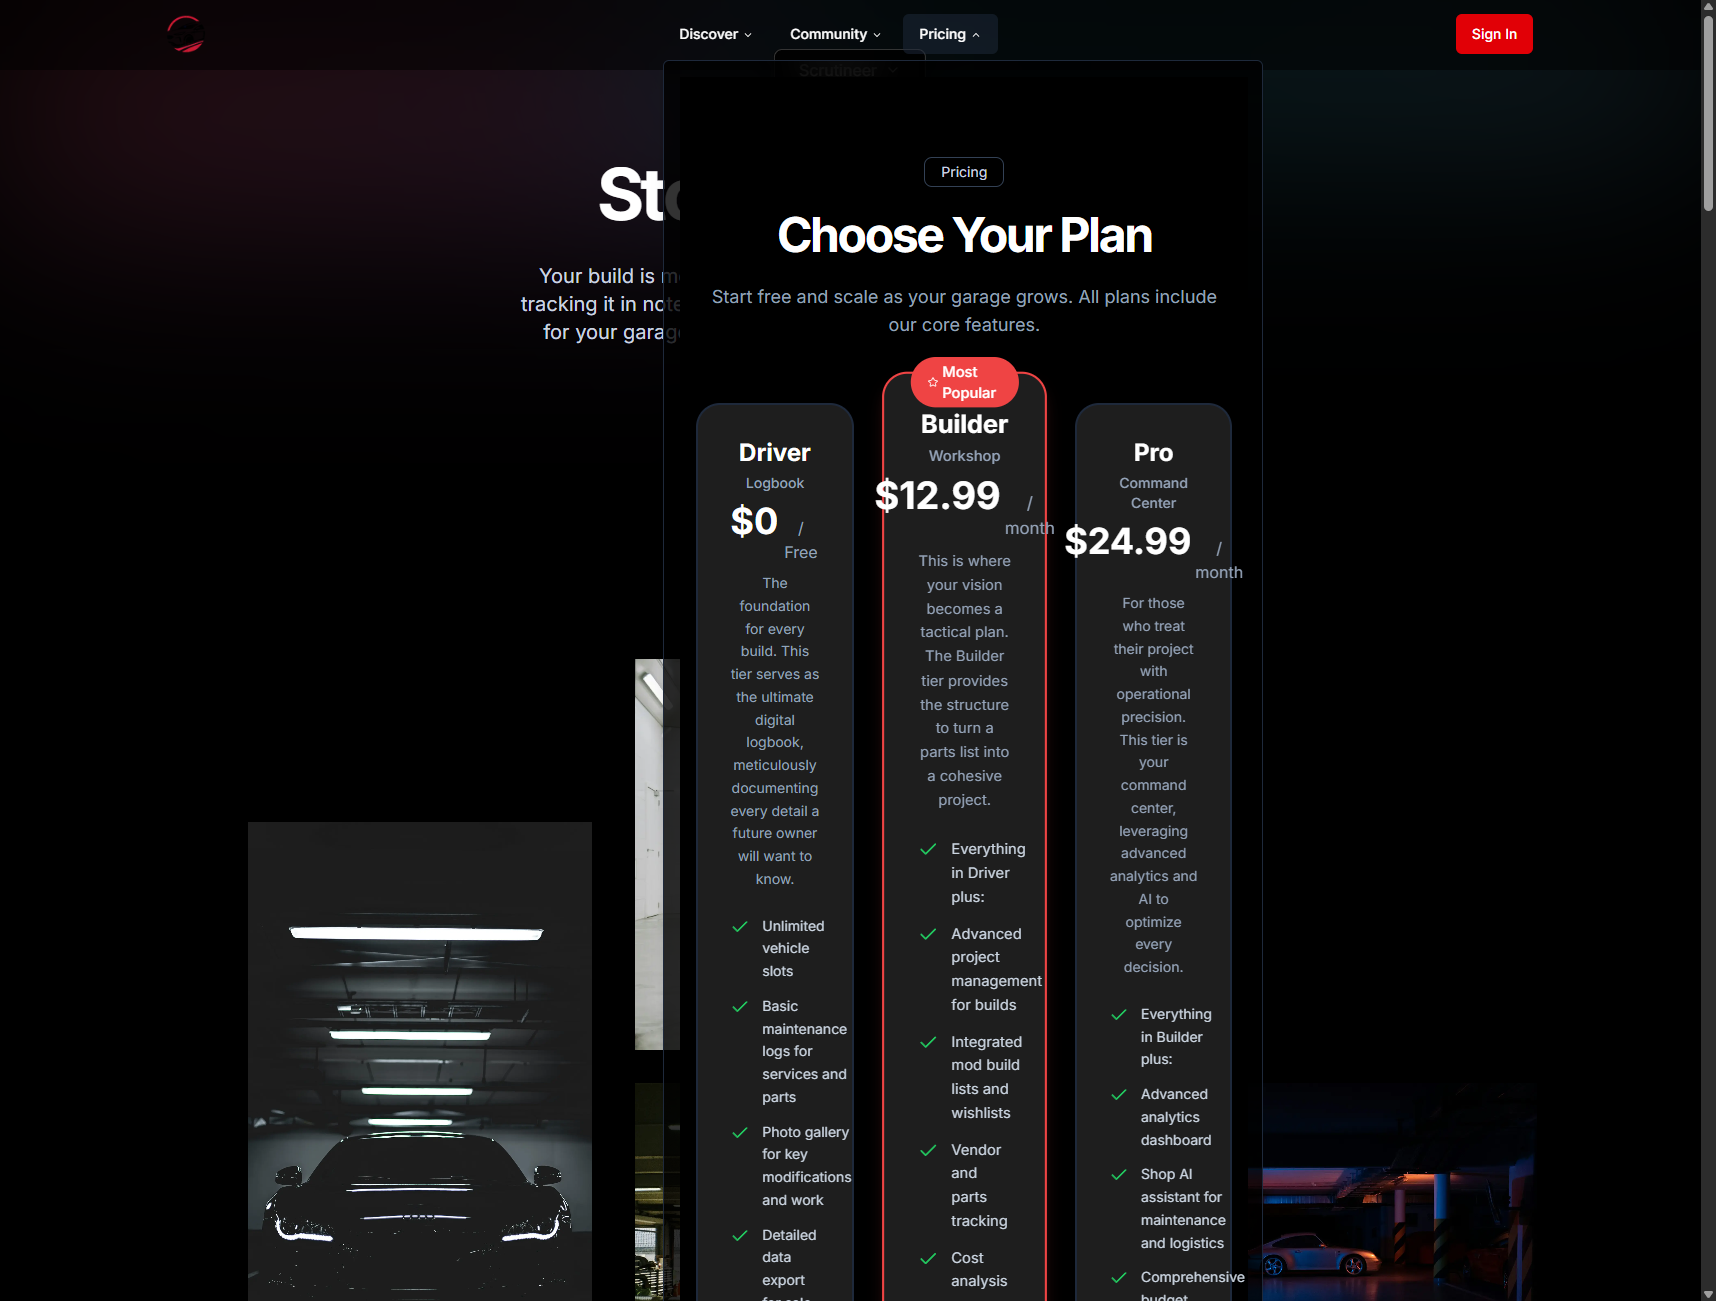 Discover
Community
Pricing
Sign In
Scrutineer
Your build is
tracking it in
for your
Pricing
Choose Your Plan
Start free and scale as your garage grows. All plans include
our core features.
Driver
Logbook
$0
/
Free
The
foundation
for every
build. This
tier serves as
the ultimate
digital
logbook,
meticulously
documenting
every detail a
future owner
will want to
know.
Unlimited
vehicle
slots
Basic
maintenance
logs for
services and
parts
Photo gallery
for key
modifications
and work
Detailed
data
export
Most
Popular
Builder
Workshop
$12.99
/
month
This is where
your vision
becomes a
tactical plan.
The Builder
tier provides
the structure
to turn a
parts list into
a cohesive
project.
Everything
in Driver
plus:
Advanced
project
management
for builds
Integrated
mod build
lists and
wishlists
Vendor
and
parts
tracking
Cost
analysis
Pro
Command
Center
$24.99
/
month
For those
who treat
their project
with
operational
precision.
This tier is
your
command
center,
leveraging
advanced
analytics and
AI to
optimize
every
decision.
Everything
in Builder
plus:
Advanced
analytics
dashboard
Shop AI
assistant for
maintenance
and logistics
Comprehensive
budget